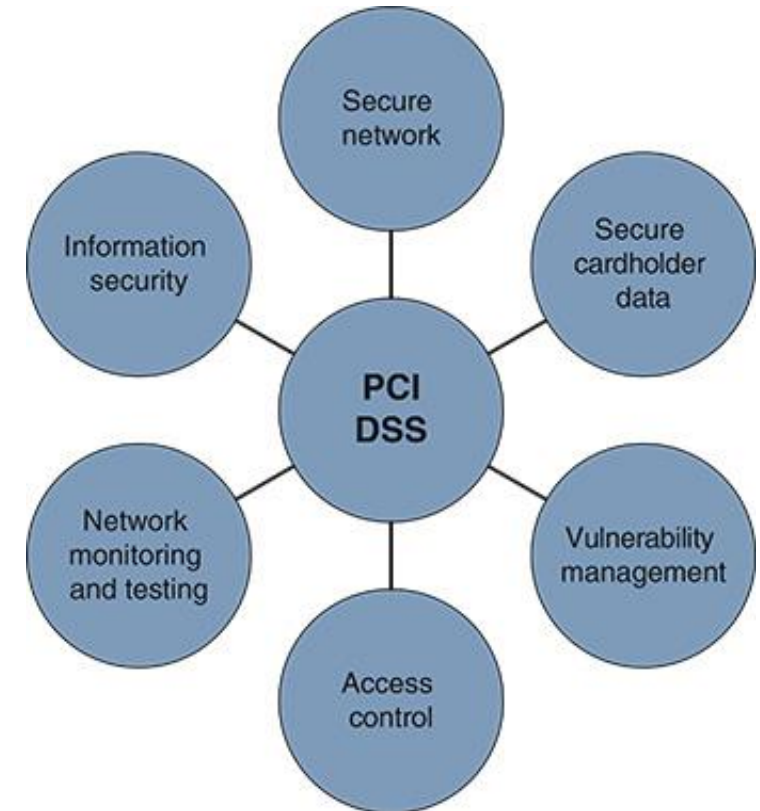 Secure
network
Information
security
Secure
cardholder
data
PCI
DSS
Network
monitoring
and testing
Vulnerability
management
Access
control